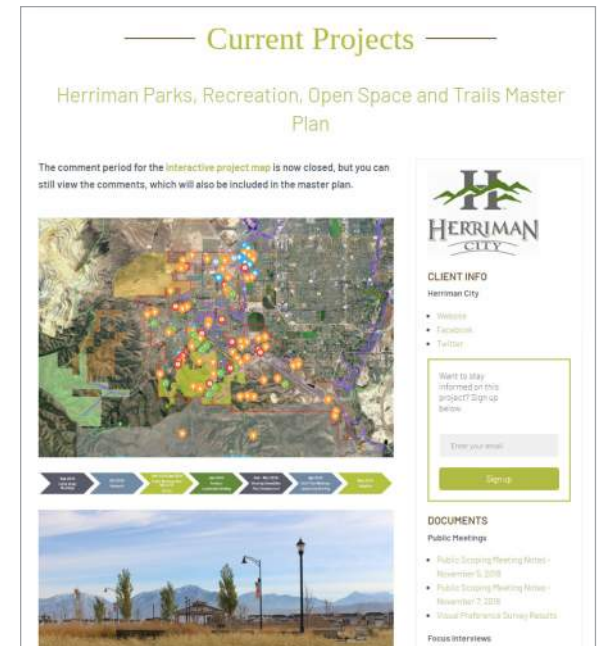 Current Projects
Herriman Parks, Recreation, Open Space and Trails Master
Plan
The comment period for the interactive project map is now closed, but you can
still view the comments, which will also be included in the master plan.
HERRIMAN
CITY
CLIENT INFO
Herriman City
Website
Facebook
Twitter
Want to stay
informed on this
project? Sign up
below.
Enter your email
Sign up
DOCUMENTS
Public Meetings
Public Scoping Meeting Notes -
November 5, 2018
Public Scoping Meeting Notes -
November 7, 2018
Visual Preference Survey Results
Focus Interviews